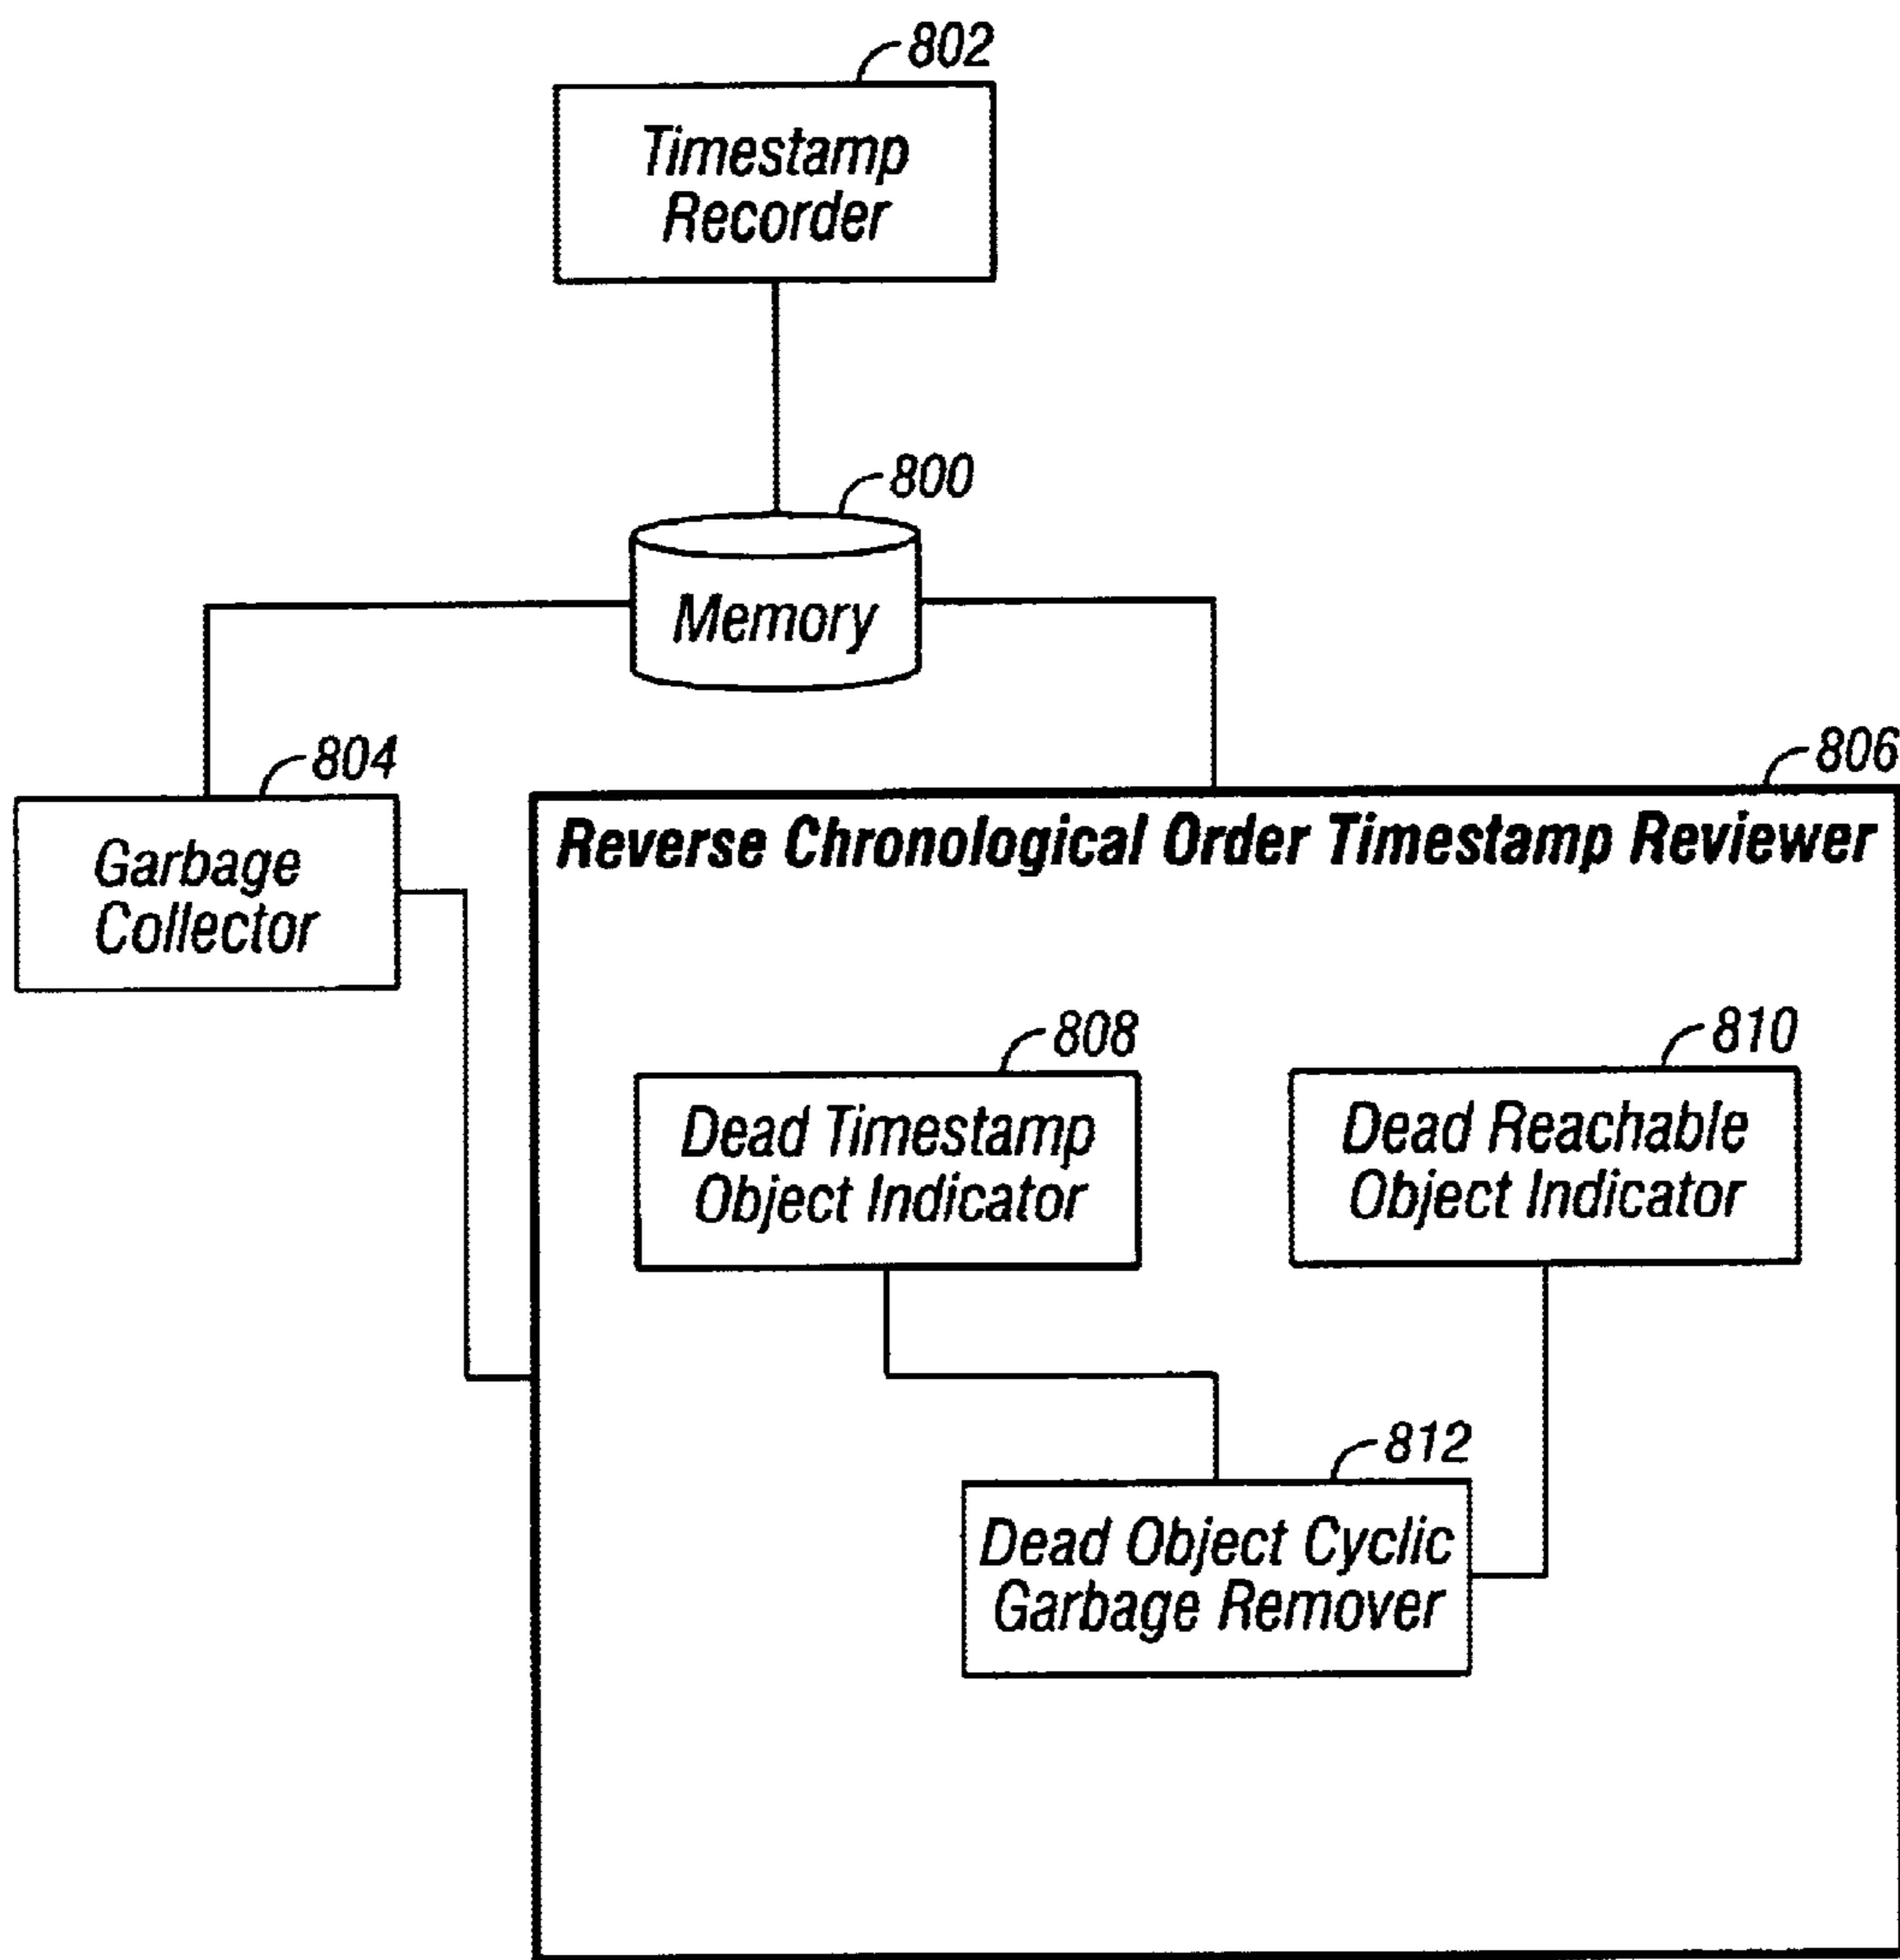 802
Timestamp
Recorder
800
Memory
804
Garbage
Collector
806
Reverse Chronological Order Timestamp Reviewer
808
Dead Timestamp
Object Indicator
810
Dead Reachable
Object Indicator
812
Dead Object Cyclic
Garbage Remover